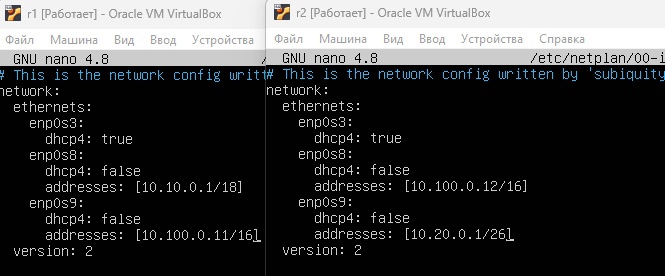 r1 [Работает] - Oracle VM VirtualBox
Файл Машина Вид Ввод Устройства
GNU nano 4.8 /
# This is the network config writt
network:
  ethernets:
    enp0s3:
      dhcp4: true
    enp0s8:
      dhcp4: false
      addresses: [10.10.0.1/18]
    enp0s9:
      dhcp4: false
      addresses: [10.100.0.11/16]
  version: 2
r2 [Работает] - Oracle VM VirtualBox
Файл Машина Вид Ввод Устройства Справка
GNU nano 4.8 /etc/netplan/00-i
# This is the network config written by 'subiquity
network:
  ethernets:
    enp0s3:
      dhcp4: true
    enp0s8:
      dhcp4: false
      addresses: [10.100.0.12/16]
    enp0s9:
      dhcp4: false
      addresses: [10.20.0.1/26]
  version: 2